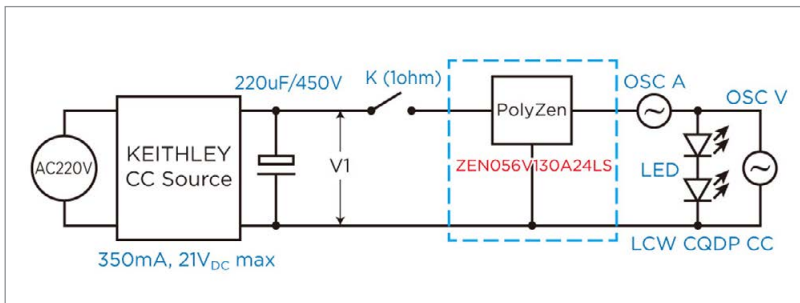 220uF/450V
K (1ohm)
OSC A
OSC V
PolyZen
AC220V
KEITHLEY
CC Source
V1
ZEN056V130A24LS
LED
LCW CQDP CC
350mA, 21VDC max